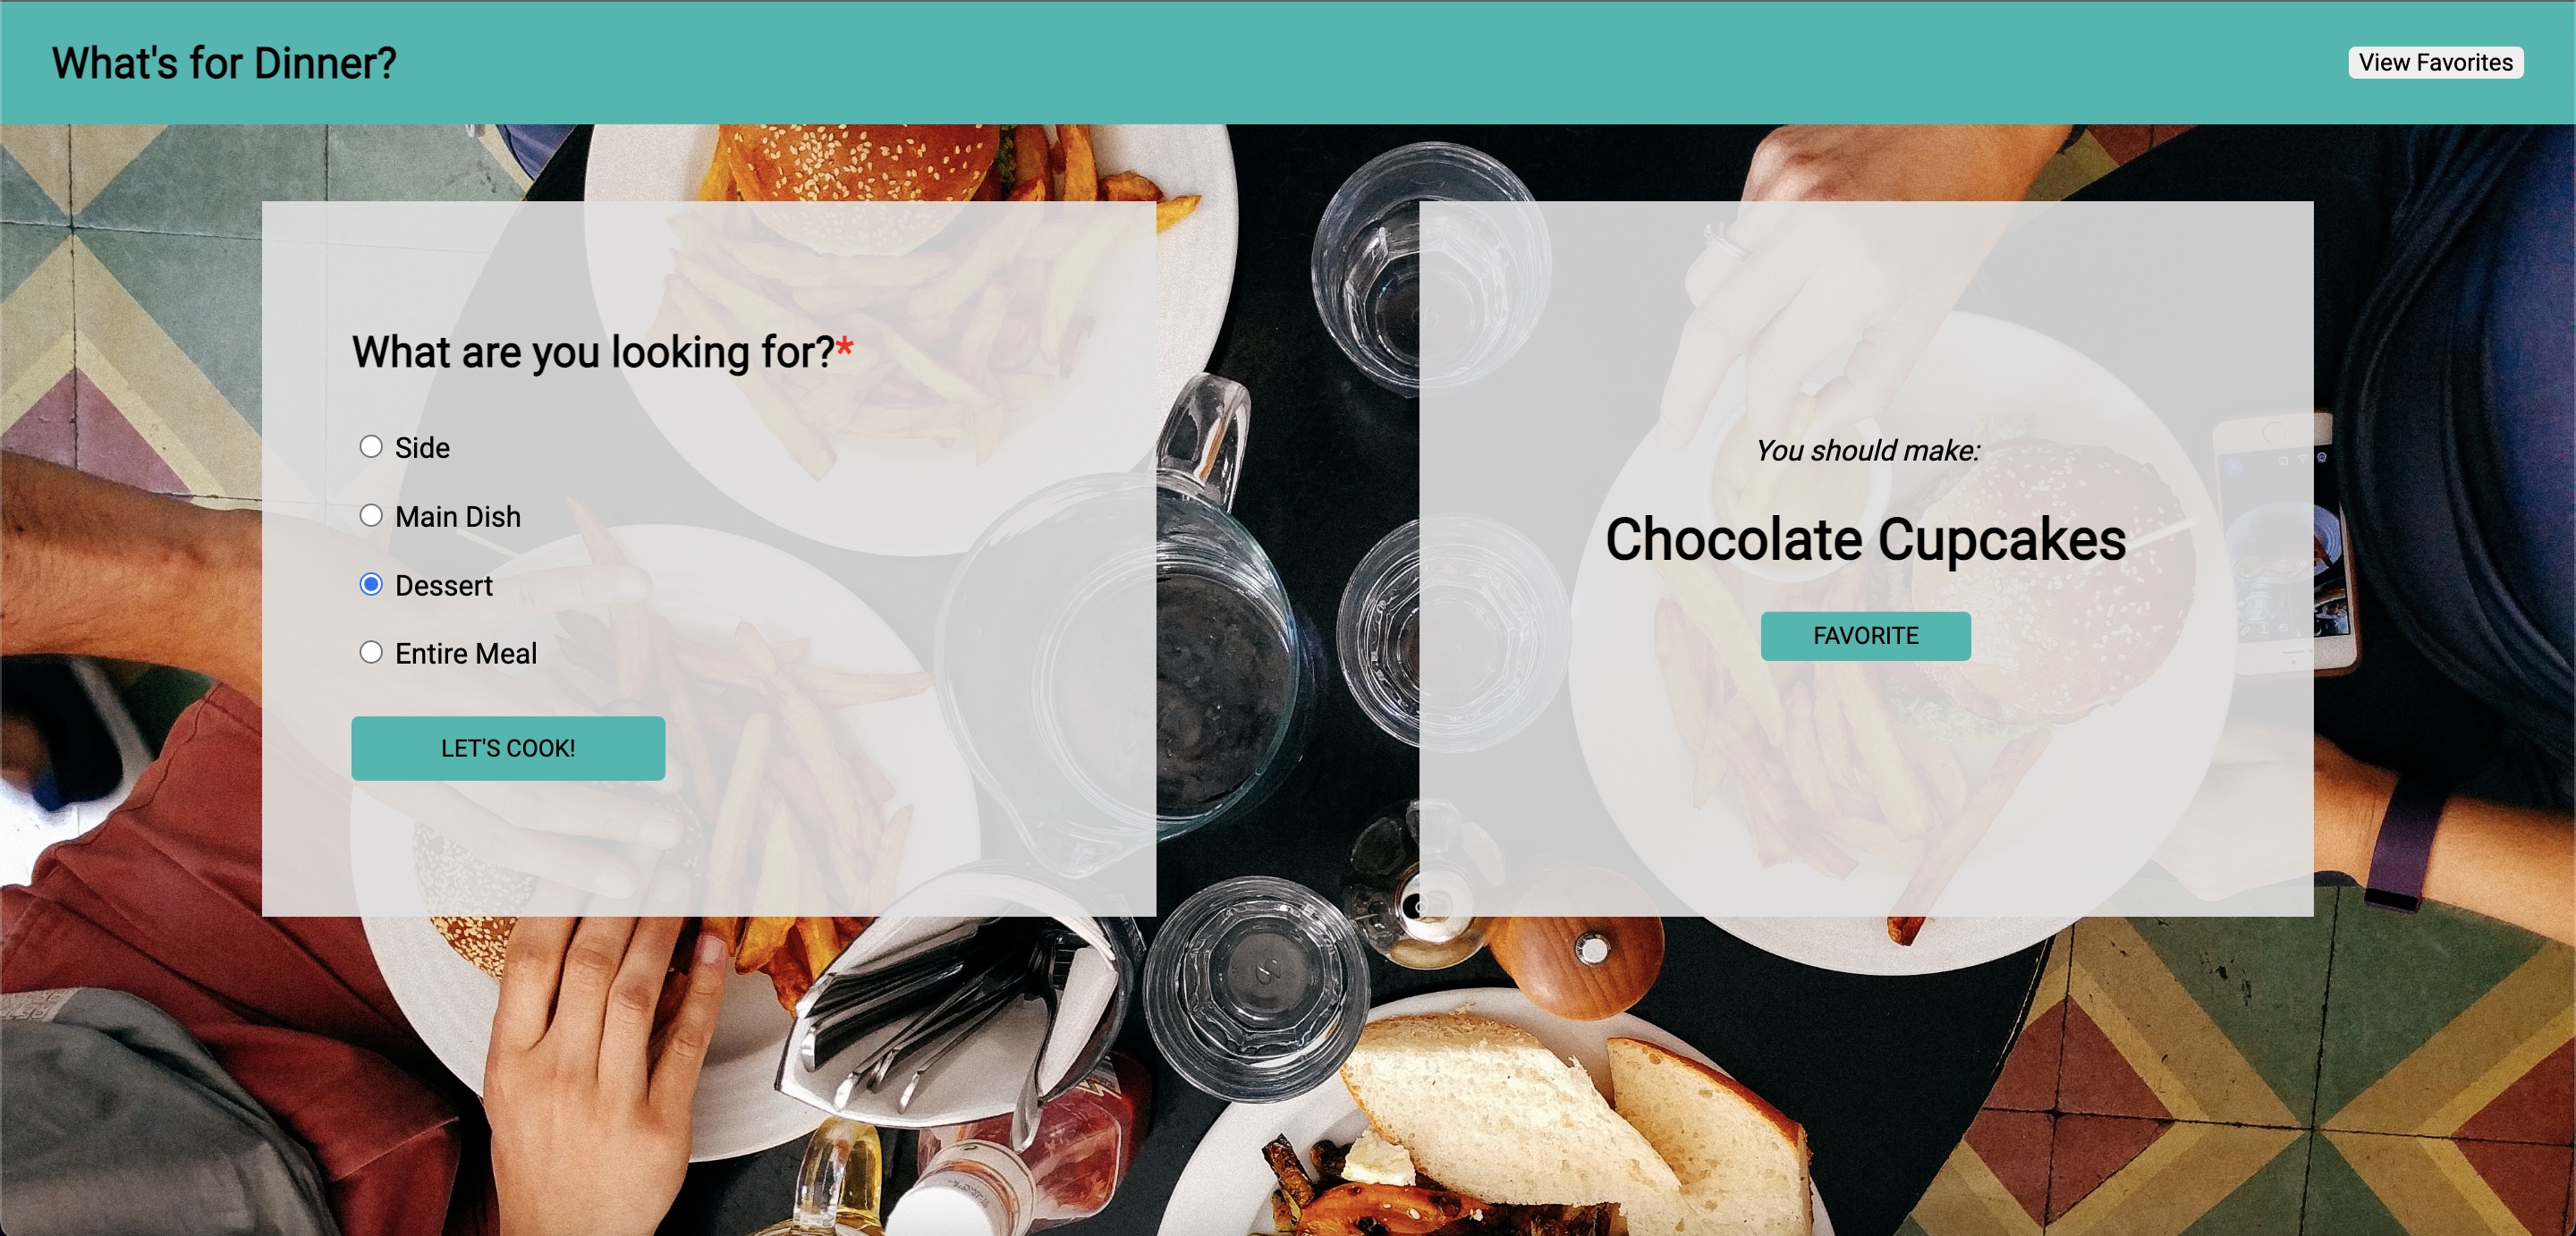 What's for Dinner?
View Favorites
What are you looking for?*
Side
Main Dish
Dessert
Entire Meal
LET'S COOK!
You should make:
Chocolate Cupcakes
FAVORITE